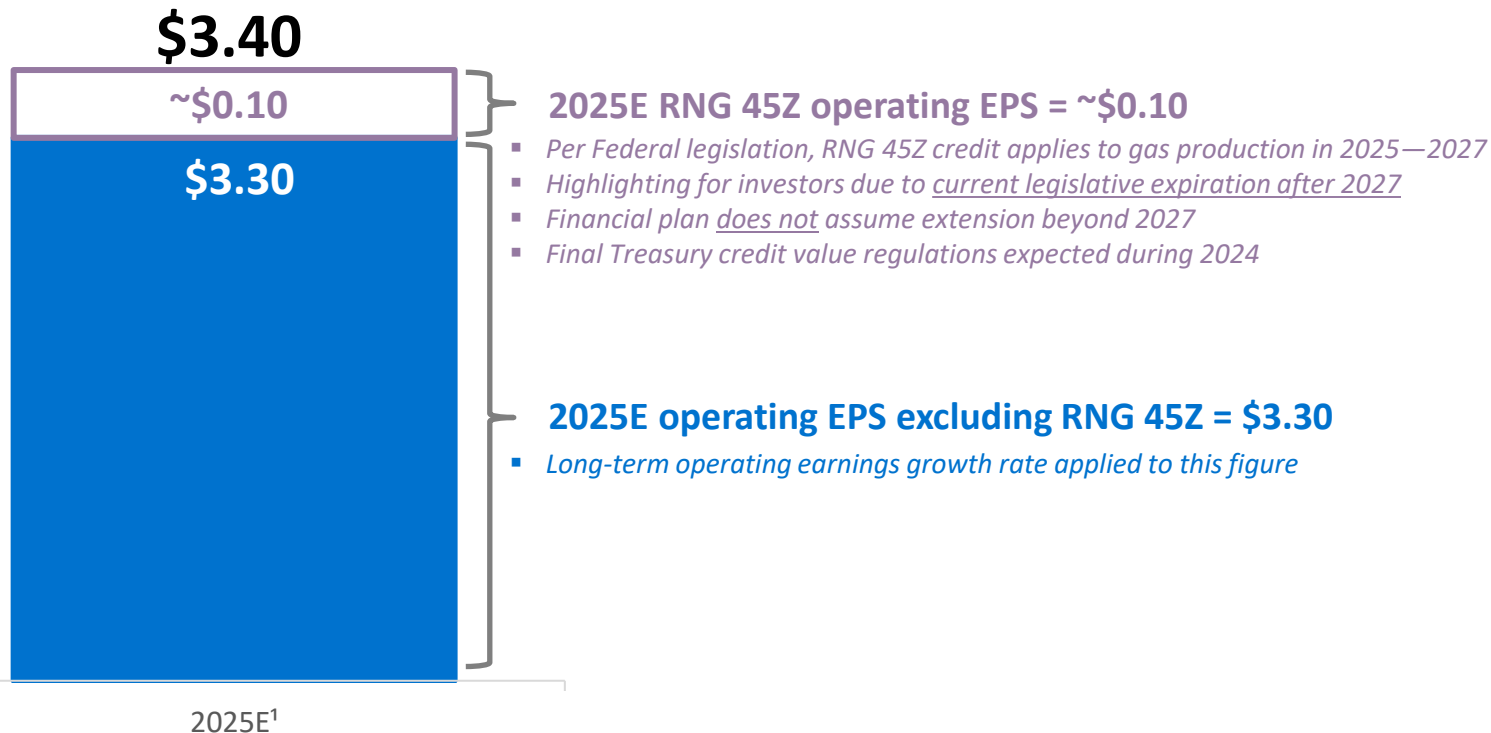 $3.40
~$0.10
$3.30
2025E¹
2025E RNG 45Z operating EPS = ~$0.10
▪ Per Federal legislation, RNG 45Z credit applies to gas production in 2025—2027
▪ Highlighting for investors due to current legislative expiration after 2027
▪ Financial plan does not assume extension beyond 2027
▪ Final Treasury credit value regulations expected during 2024
2025E operating EPS excluding RNG 45Z = $3.30
▪ Long-term operating earnings growth rate applied to this figure